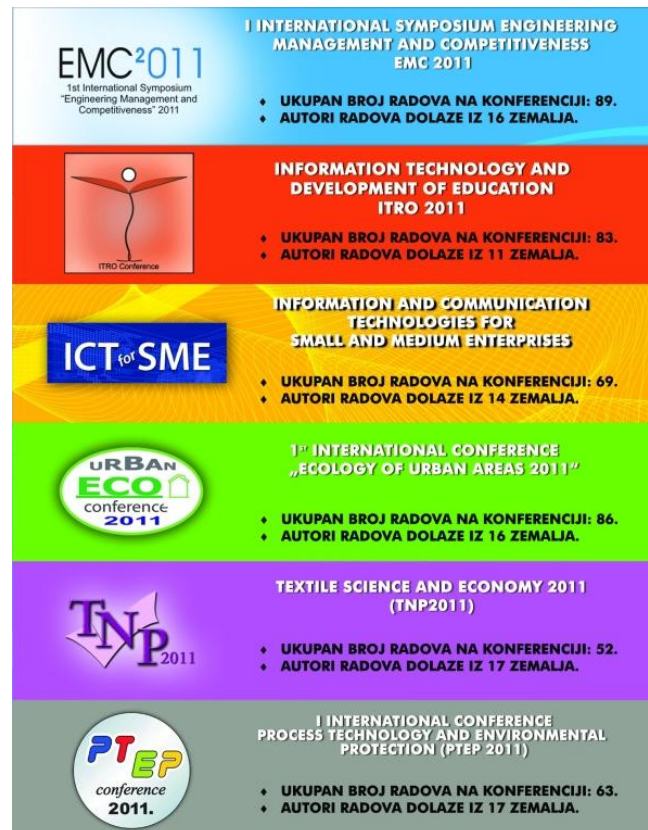 EMC²2011
1st International Symposium
"Engineering Management and
Competitiveness" 2011
I INTERNATIONAL SYMPOSIUM ENGINEERING
MANAGEMENT AND COMPETITIVENESS
EMC 2011
♦ UKUPAN BROJ RADOVA NA KONFERENCIJI: 89.
♦ AUTORI RADOVA DOLAZE IZ 16 ZEMALJA.
ITRO Conference
INFORMATION TECHNOLOGY AND
DEVELOPMENT OF EDUCATION
ITRO 2011
♦ UKUPAN BROJ RADOVA NA KONFERENCIJI: 83.
♦ AUTORI RADOVA DOLAZE IZ 11 ZEMALJA.
ICT for SME
INFORMATION AND COMMUNICATION
TECHNOLOGIES FOR
SMALL AND MEDIUM ENTERPRISES
♦ UKUPAN BROJ RADOVA NA KONFERENCIJI: 69.
♦ AUTORI RADOVA DOLAZE IZ 14 ZEMALJA.
URBAN
ECO
conference
2011
1ST INTERNATIONAL CONFERENCE
„ECOLOGY OF URBAN AREAS 2011“
♦ UKUPAN BROJ RADOVA NA KONFERENCIJI: 86.
♦ AUTORI RADOVA DOLAZE IZ 16 ZEMALJA.
TNP 2011
TEXTILE SCIENCE AND ECONOMY 2011
(TNP2011)
♦ UKUPAN BROJ RADOVA NA KONFERENCIJI: 52.
♦ AUTORI RADOVA DOLAZE IZ 17 ZEMALJA.
PTEP
conference
2011.
I INTERNATIONAL CONFERENCE
PROCESS TECHNOLOGY AND ENVIRONMENTAL
PROTECTION (PTEP 2011)
♦ UKUPAN BROJ RADOVA NA KONFERENCIJI: 63.
♦ AUTORI RADOVA DOLAZE IZ 17 ZEMALJA.